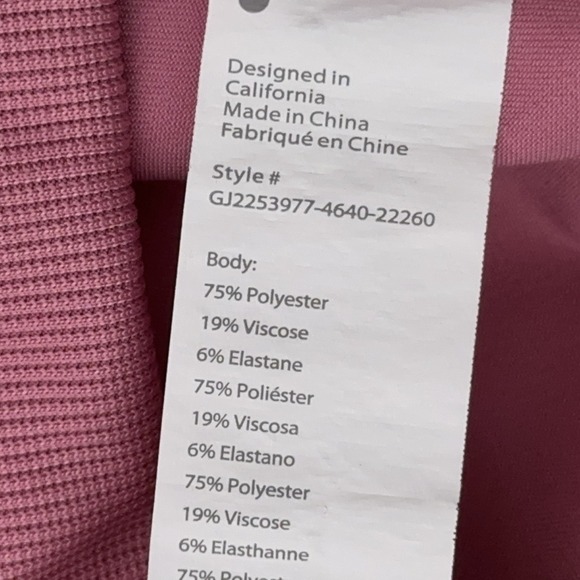 Designed in
California
Made in China
Fabriqué en Chine
Style #
GJ2253977-4640-22260
Body:
75% Polyester
19% Viscose
6% Elastane
75% Poliéster
19% Viscosa
6% Elastano
75% Polyester
19% Viscose
6% Elasthanne
75%